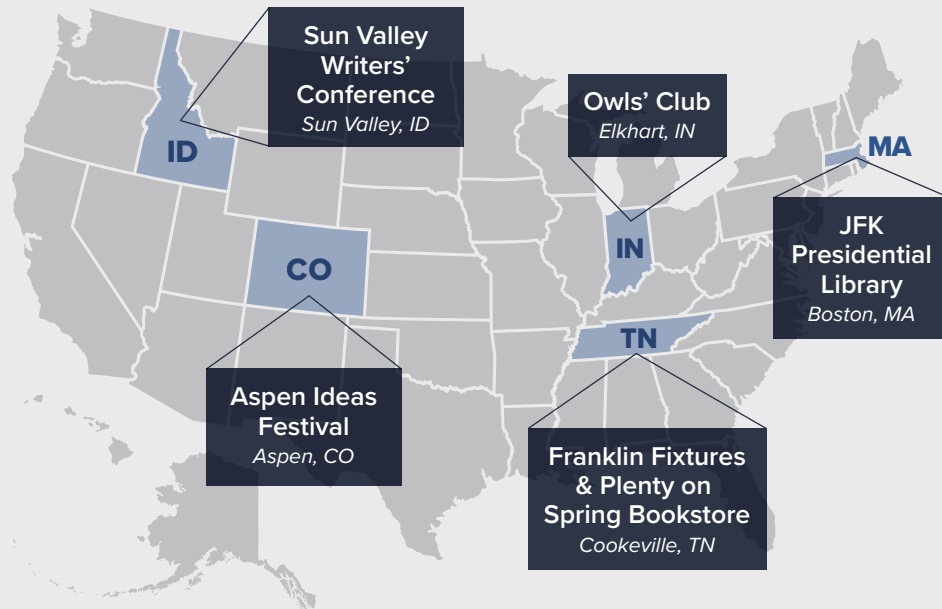 Sun Valley
Writers’
Conference
Sun Valley, ID
ID
Owls’ Club
Elkhart, IN
IN
MA
JFK
Presidential
Library
Boston, MA
CO
Aspen Ideas
Festival
Aspen, CO
TN
Franklin Fixtures
& Plenty on
Spring Bookstore
Cookeville, TN